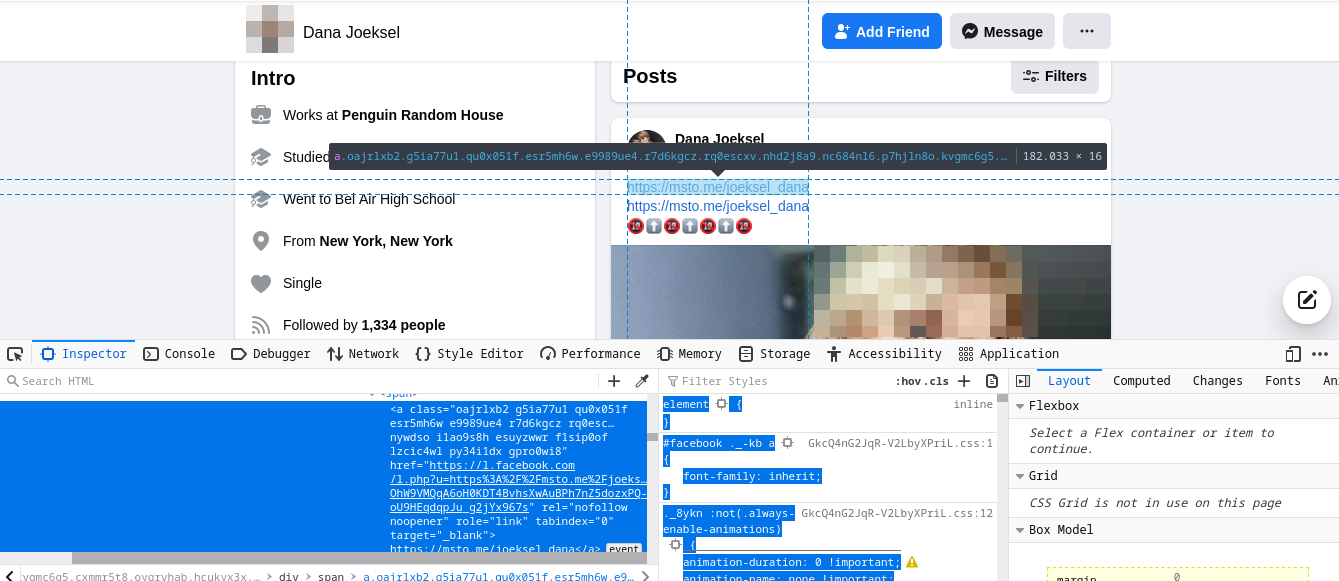 Dana Joeksel
Add Friend
Message
Intro
Works at Penguin Random House
Studied
Went to Bel Air High School
From New York, New York
Single
Followed by 1,334 people
Posts
Filters
Dana Joeksel
a.oajrlxb2.g5ia77u1.qu0x051f.esr5mh6w.e9989ue4.r7d6kgcz.rq0escxv.nhd2j8a9.nc684nl6.p7hjln8o.kvgmc6g5.… 182.033 × 16
https://msto.me/joeksel_dana
https://msto.me/joeksel_dana
Inspector Console Debugger Network Style Editor Performance Memory Storage Accessibility Application
Search HTML
<span>
<a class="oajrlxb2 g5ia77u1 qu0x051f
esr5mh6w e9989ue4 r7d6kgcz rq0esc…
nywdso i1ao9s8h esuyzwwr f1sip0of
lzcic4wl py34i1dx gpro0wi8"
href="https://l.facebook.com
/l.php?u=https%3A%2F%2Fmsto.me%2Fjoeks…
OhW9VMQqA6oH0KDT4BvhsXwAuBPh7nZ5dozxPQ-
oU9HEqdqpJu_g2jYx967s" rel="nofollow
noopener" role="link" tabindex="0"
target="_blank">
https://msto.me/joeksel_dana</a> event
vgmc6g5.cxmmr5t8.oygrvhab.hcukyx3x.… > div > span > a.oajrlxb2.g5ia77u1.qu0x051f.esr5mh6w.e9…
Filter Styles
:hov .cls
element { inline
}
#facebook ._-kb a GkcQ4nG2JqR-V2LbyXPriL.css:1
{
font-family: inherit;
}
._8ykn :not(.always- GkcQ4nG2JqR-V2LbyXPriL.css:12
enable-animations)
{
animation-duration: 0 !important;
animation-name: none !important;
Layout Computed Changes Fonts An
Flexbox
Select a Flex container or item to
continue.
Grid
CSS Grid is not in use on this page
Box Model
margin 0